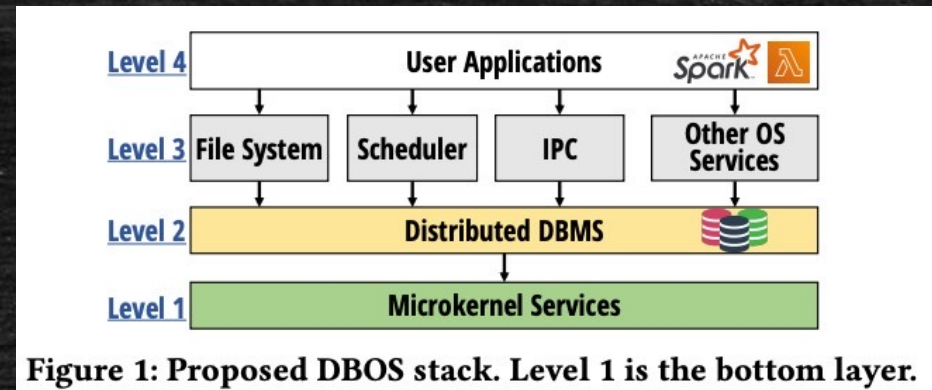 Level 4
User Applications
APACHE
Spark
λ
Level 3
File System
Scheduler
IPC
Other OS
Services
Level 2
Distributed DBMS
Level 1
Microkernel Services
Figure 1: Proposed DBOS stack. Level 1 is the bottom layer.